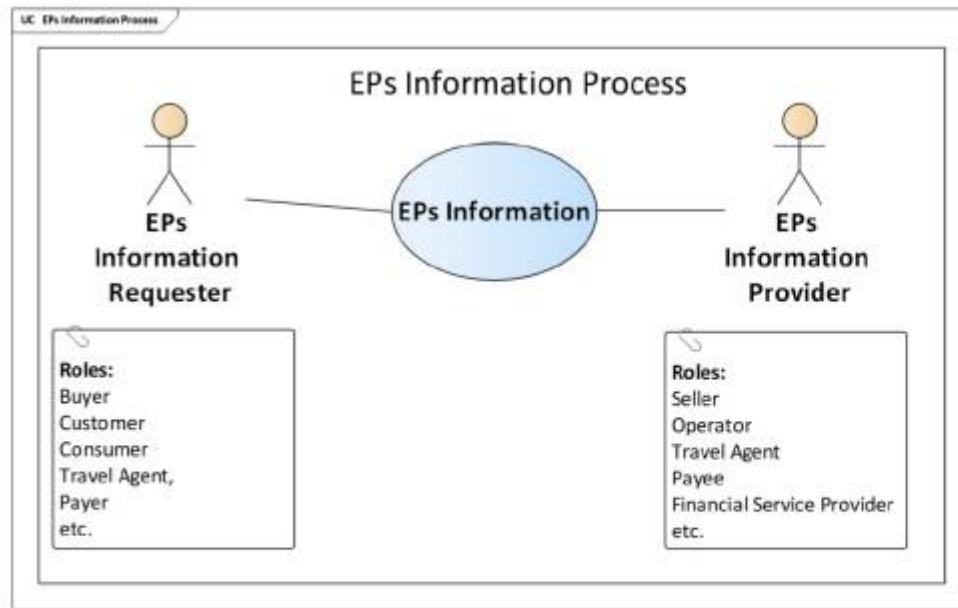 UC EPs Information Process
EPs Information Process
EPs
Information
Requester
EPs Information
EPs
Information
Provider
Roles:
Buyer
Customer
Consumer
Travel Agent,
Payer
etc.
Roles:
Seller
Operator
Travel Agent
Payee
Financial Service Provider
etc.